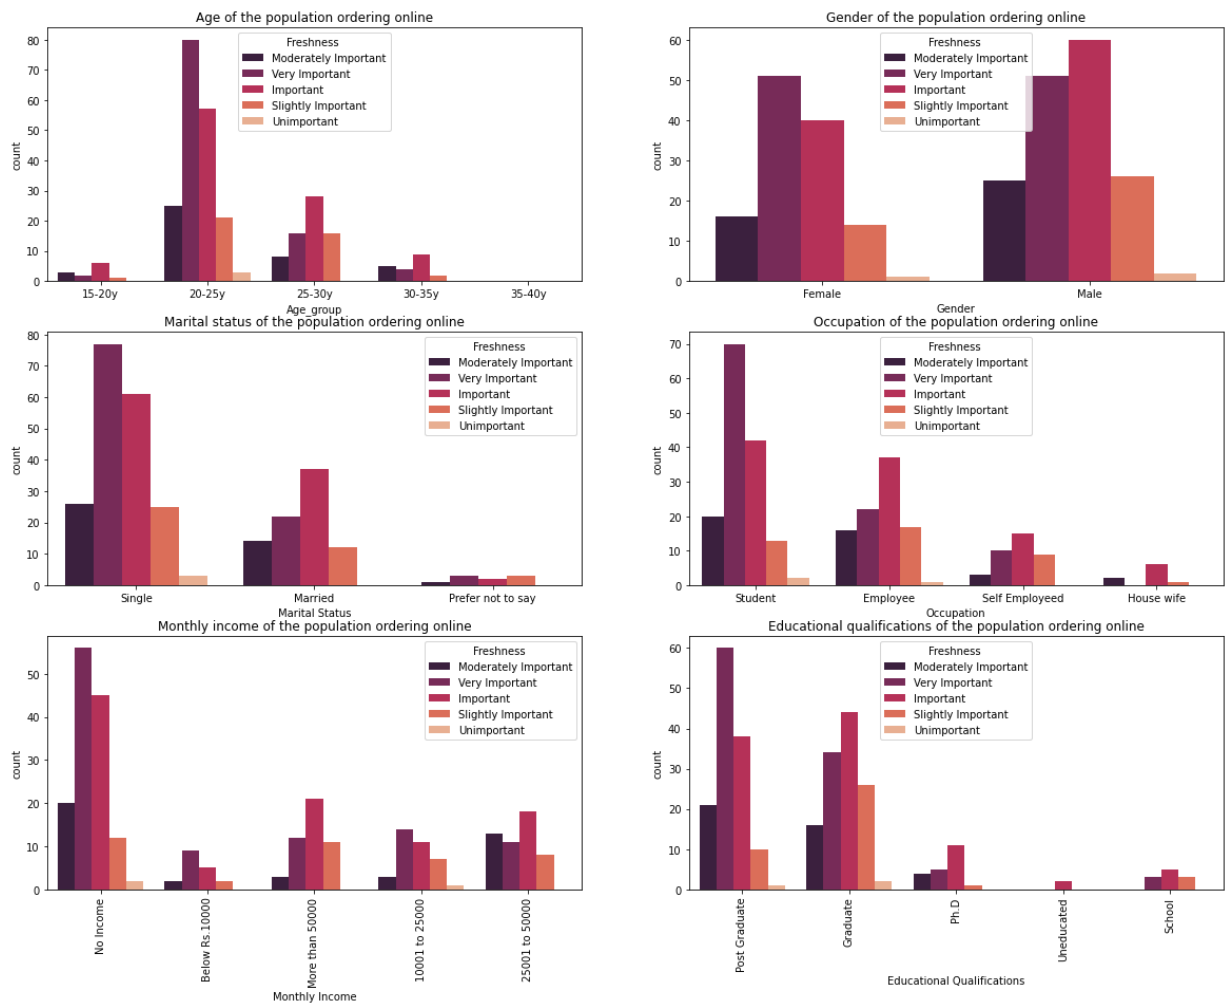 Age of the population ordering online
80
70
60
50
40
30
20
10
0
count
Freshness
Moderately Important
Very Important
Important
Slightly Important
Unimportant
15-20y
20-25y
25-30y
30-35y
35-40y
Age_group
Gender of the population ordering online
60
50
40
30
20
10
0
count
Freshness
Moderately Important
Very Important
Important
Slightly Important
Unimportant
Female
Male
Gender
Marital status of the population ordering online
80
70
60
50
40
30
20
10
0
count
Freshness
Moderately Important
Very Important
Important
Slightly Important
Unimportant
Single
Married
Prefer not to say
Marital Status
Occupation of the population ordering online
70
60
50
40
30
20
10
0
count
Freshness
Moderately Important
Very Important
Important
Slightly Important
Unimportant
Student
Employee
Self Employeed
House wife
Occupation
Monthly income of the population ordering online
50
40
30
20
10
0
count
Freshness
Moderately Important
Very Important
Important
Slightly Important
Unimportant
No Income
Below Rs.10000
More than 50000
10001 to 25000
25001 to 50000
Monthly Income
Educational qualifications of the population ordering online
60
50
40
30
20
10
0
count
Freshness
Moderately Important
Very Important
Important
Slightly Important
Unimportant
Post Graduate
Graduate
Ph.D
Uneducated
School
Educational Qualifications